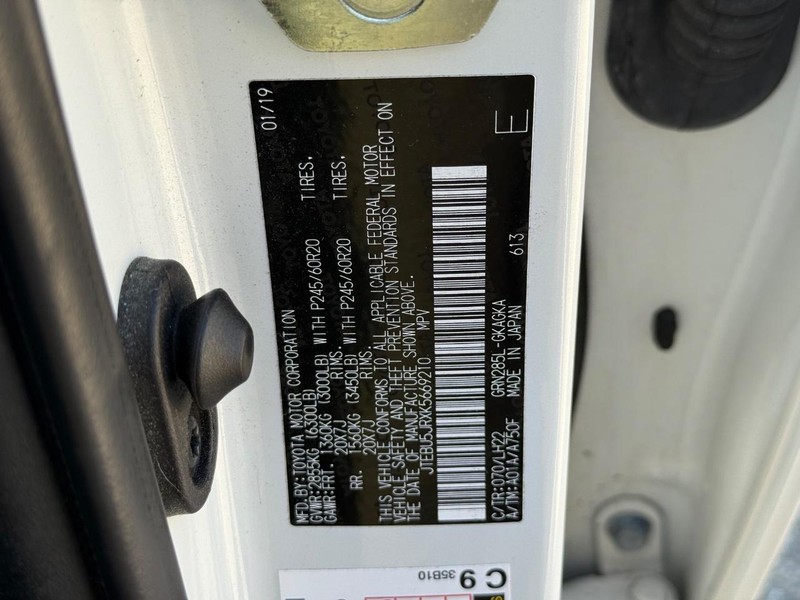 MFD. BY: TOYOTA MOTOR CORPORATION 01/19
GVWR: 2855KG (6300LB)
GAWR: FRT. 1360KG (3000LB) WITH P245/60R20 TIRES.
20X7J RIMS.
RR. 1560KG (3450LB) WITH P245/60R20 TIRES.
20X7J RIMS.
THIS VEHICLE CONFORMS TO ALL APPLICABLE FEDERAL MOTOR
VEHICLE SAFETY AND THEFT PREVENTION STANDARDS IN EFFECT ON
THE DATE OF MANUFACTURE SHOWN ABOVE.
JTEBU5JRXK5669210 MPV
C/TR: 070/LH22 GRN285L-GKAGKA
A/TM: A01A/A750F MADE IN JAPAN 613 E
C9
35B10